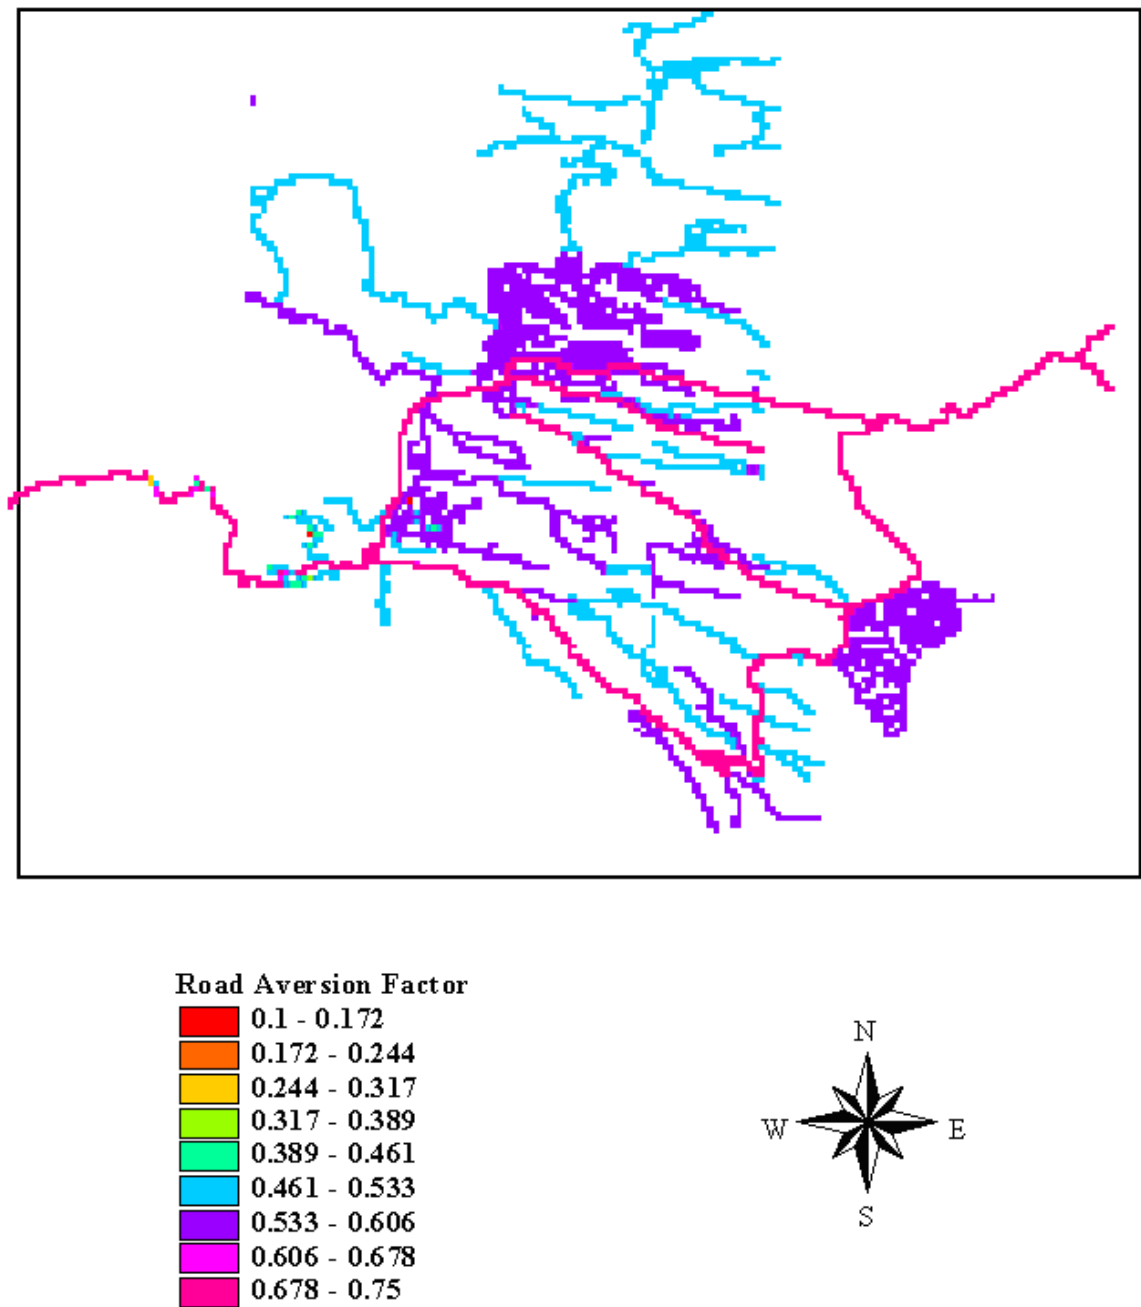 Road Aversion Factor
0.1 - 0.172
0.172 - 0.244
0.244 - 0.317
0.317 - 0.389
0.389 - 0.461
0.461 - 0.533
0.533 - 0.606
0.606 - 0.678
0.678 - 0.75
N
W E
S